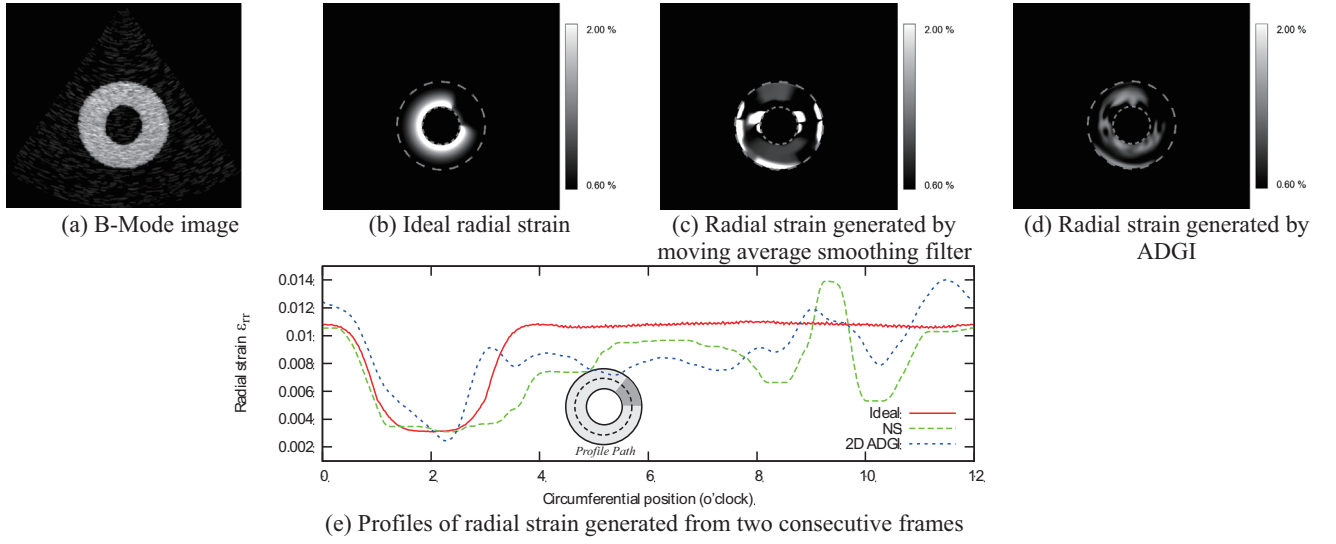 2.00 %
0.60 %
2.00 %
0.60 %
2.00 %
0.60 %
(a) B-Mode image
(b) Ideal radial strain
(c) Radial strain generated by
moving average smoothing filter
(d) Radial strain generated by
ADGI
0.014
0.012
0.01
0.008
0.006
0.004
0.002
Radial strain εrr
Profile Path
Ideal
NS
2D ADGI
0.
2.
4.
6.
8.
10.
12.
Circumferential position (o'clock).
(e) Profiles of radial strain generated from two consecutive frames